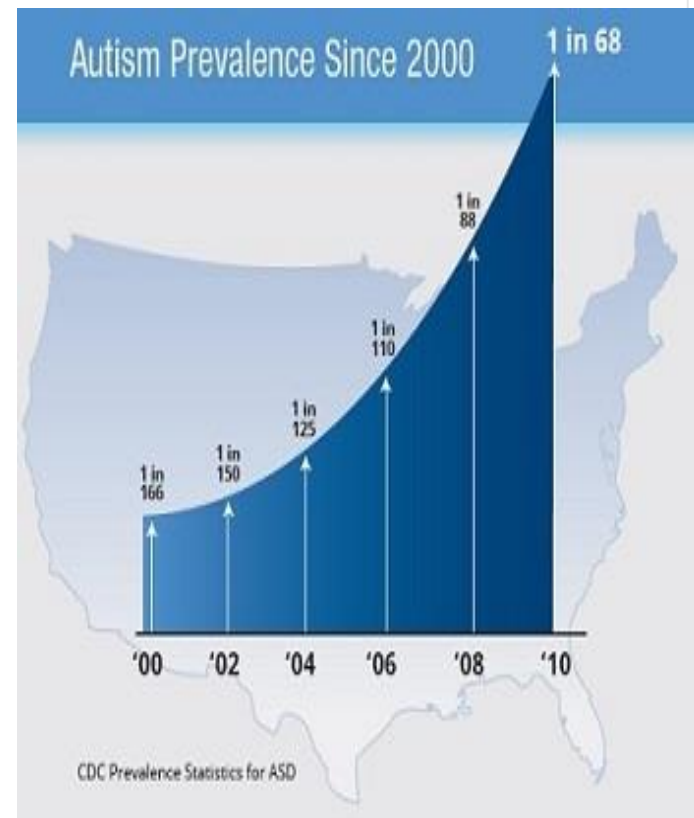 Autism Prevalence Since 2000
1 in 68
1 in
88
1 in
110
1 in
125
1 in
150
1 in
166
‘00 ‘02 ‘04 ‘06 ‘08 ‘10
CDC Prevalence Statistics for ASD